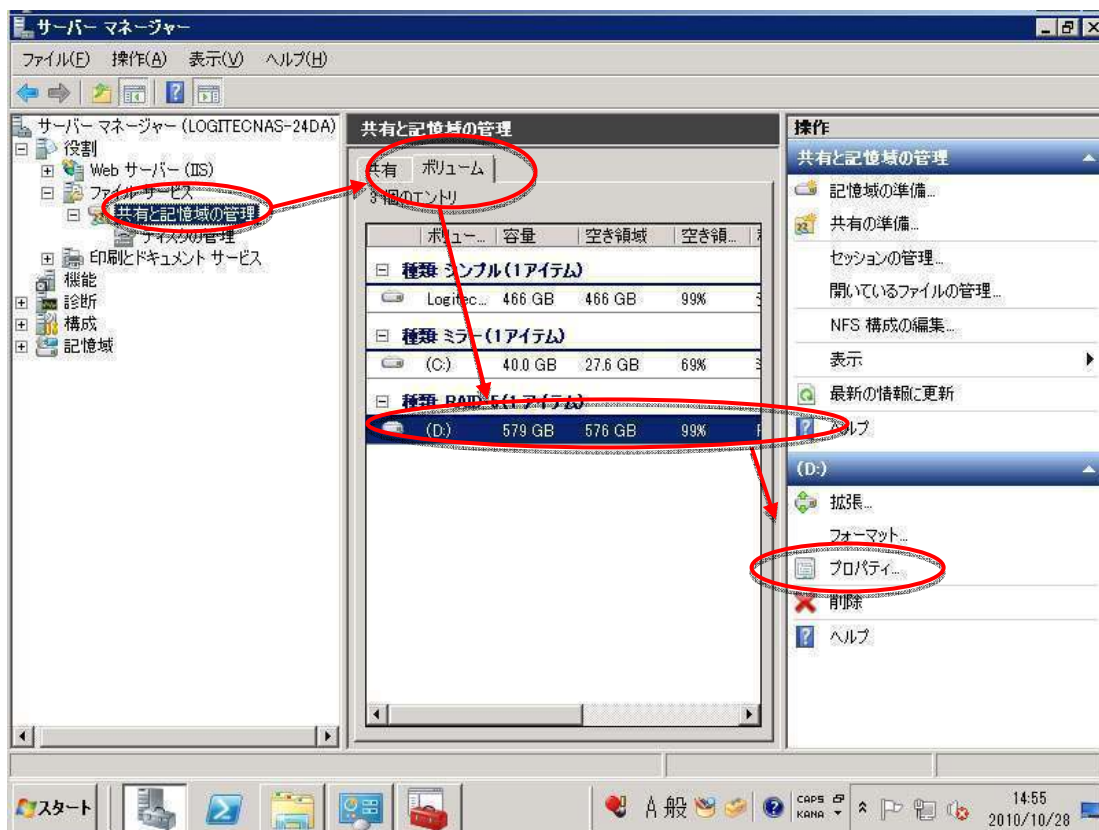 サーバー マネージャー
ファイル(F) 操作(A) 表示(V) ヘルプ(H)
サーバー マネージャー (LOGITECNAS-24DA)
役割
Web サーバー (IIS)
ファイル サービス
共有と記憶域の管理
ディスクの管理
印刷とドキュメント サービス
機能
診断
構成
記憶域
共有と記憶域の管理
共有 ボリューム
3 個のエントリ
ボリュー... 容量 空き領域 空き領...
種類 シンプル(1アイテム)
Logitec... 466 GB 466 GB 99%
種類 ミラー(1アイテム)
(C:) 40.0 GB 27.6 GB 69%
種類 RAID-5(1アイテム)
(D:) 579 GB 576 GB 99%
操作
共有と記憶域の管理
記憶域の準備...
共有の準備...
セッションの管理...
開いているファイルの管理...
NFS 構成の編集...
表示
最新の情報に更新
ヘルプ
(D:)
拡張...
フォーマット...
プロパティ...
削除
ヘルプ
スタート
A 般
CAPS
KANA
14:55
2010/10/28